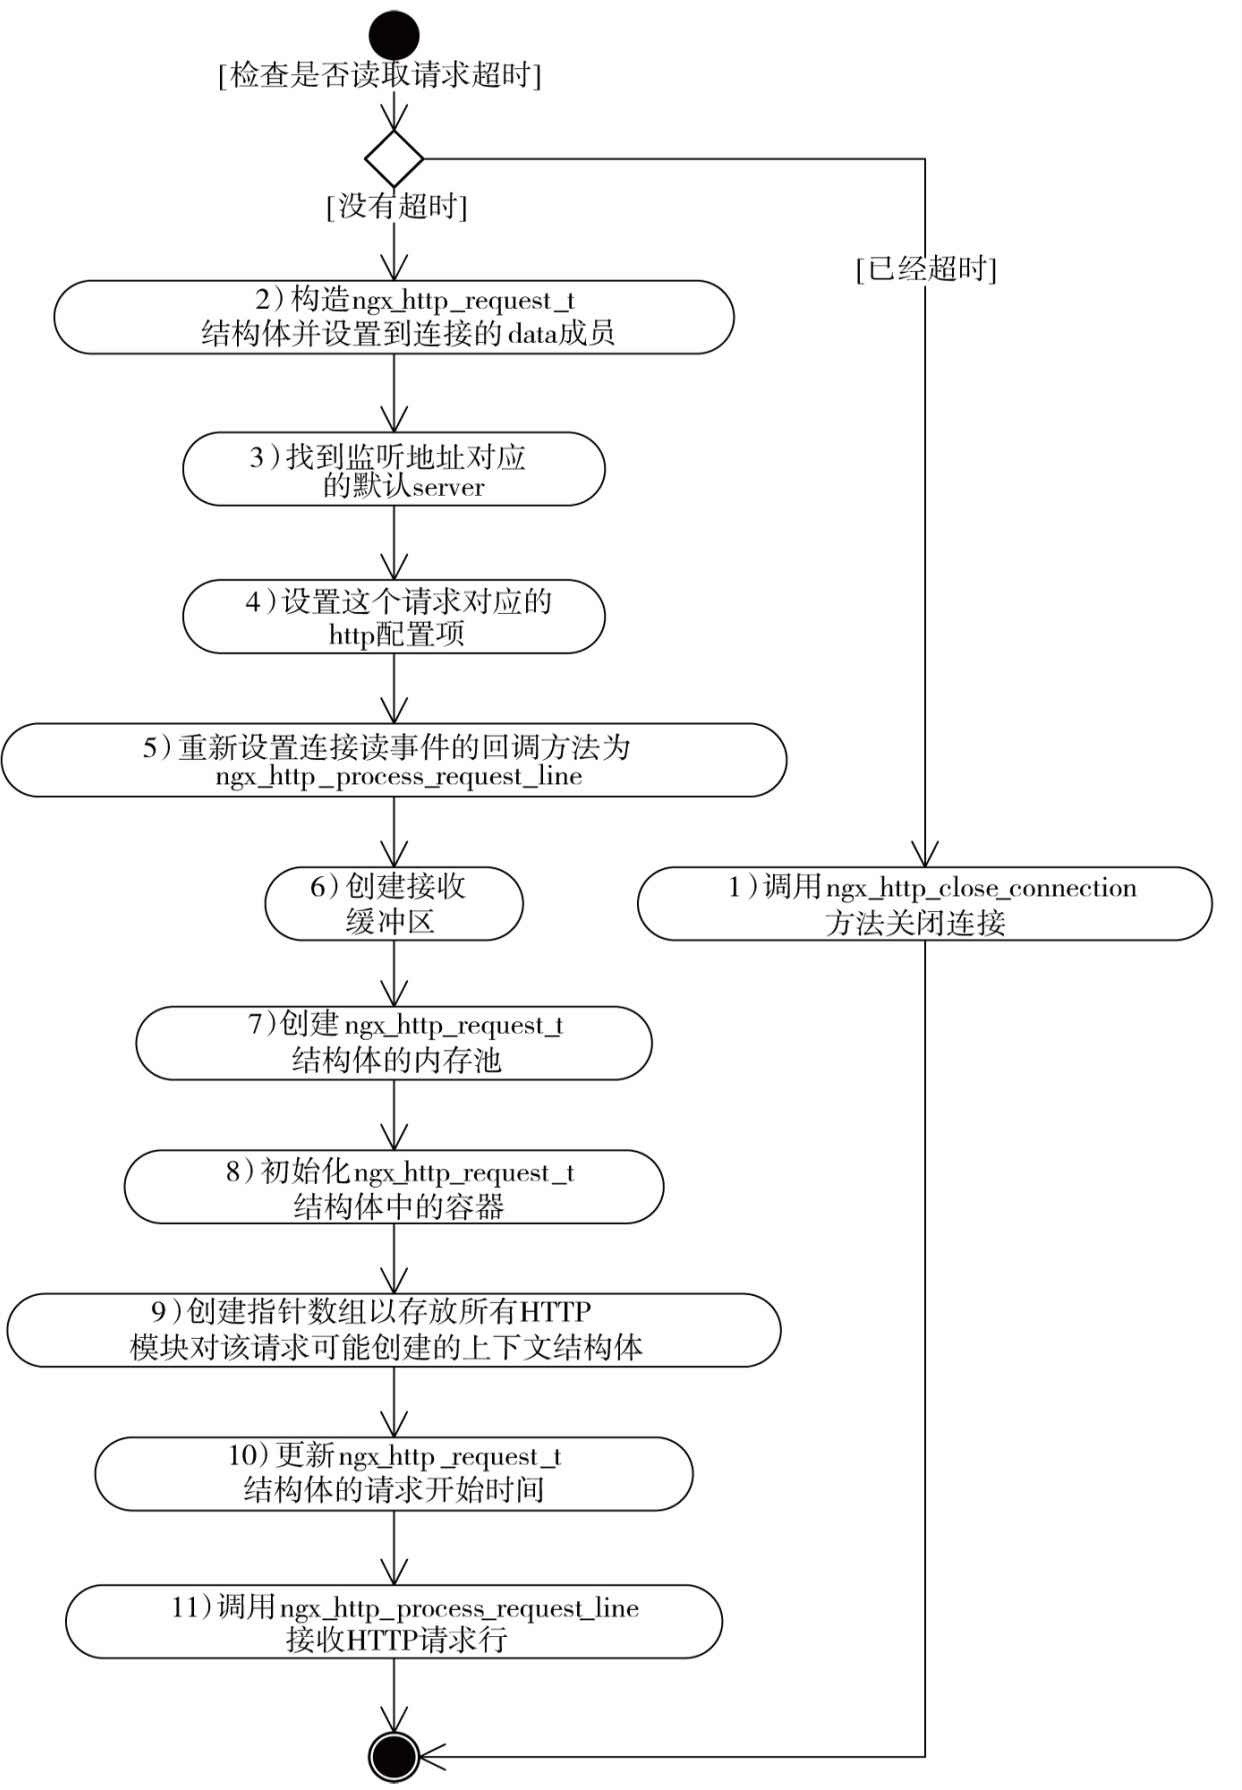 [检查是否读取请求超时]
[没有超时]
[已经超时]
2)构造ngx_http_request_t
结构体并设置到连接的 data成员
3)找到监听地址对应
的默认server
4)设置这个请求对应的
http配置项
5)重新设置连接读事件的回调方法为
ngx_http_process_request_line
6)创建接收
缓冲区
1)调用ngx_http_close_connection
方法关闭连接
7)创建 ngx_http_request_t
结构体的内存池
8)初始化ngx_http_request_t
结构体中的容器
9)创建指针数组以存放所有HTTP
模块对该请求可能创建的上下文结构体
10)更新ngx_http_request_t
结构体的请求开始时间
11)调用ngx_http_process_request_line
接收HTTP请求行